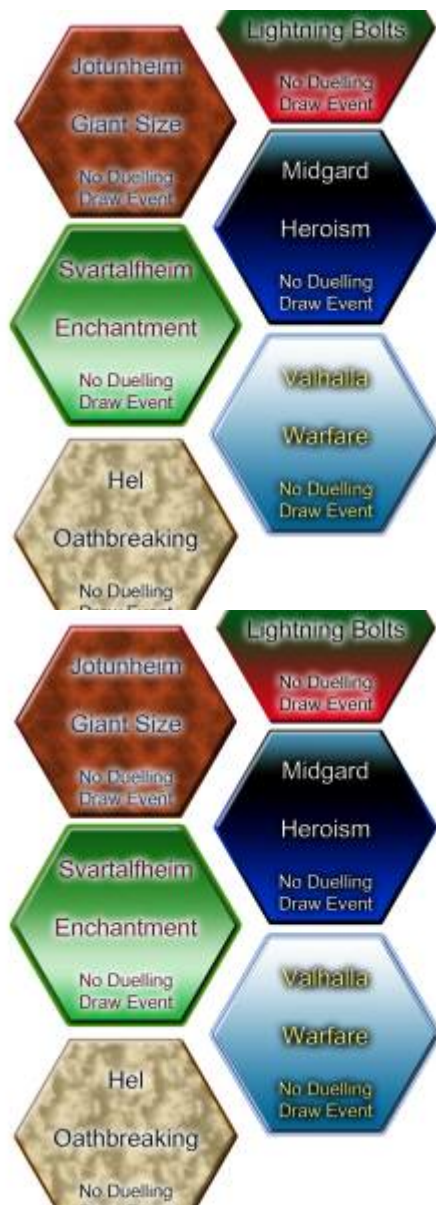 Jotunheim
Giant Size
No Duelling
Draw Event
Lightning Bolts
No Duelling
Draw Event
Midgard
Heroism
No Duelling
Draw Event
Svartalfheim
Enchantment
No Duelling
Draw Event
Valhalla
Warfare
No Duelling
Draw Event
Hel
Oathbreaking
No Duelling
Draw Event
Jotunheim
Giant Size
No Duelling
Draw Event
Lightning Bolts
No Duelling
Draw Event
Midgard
Heroism
No Duelling
Draw Event
Svartalfheim
Enchantment
No Duelling
Draw Event
Valhalla
Warfare
No Duelling
Draw Event
Hel
Oathbreaking
No Duelling